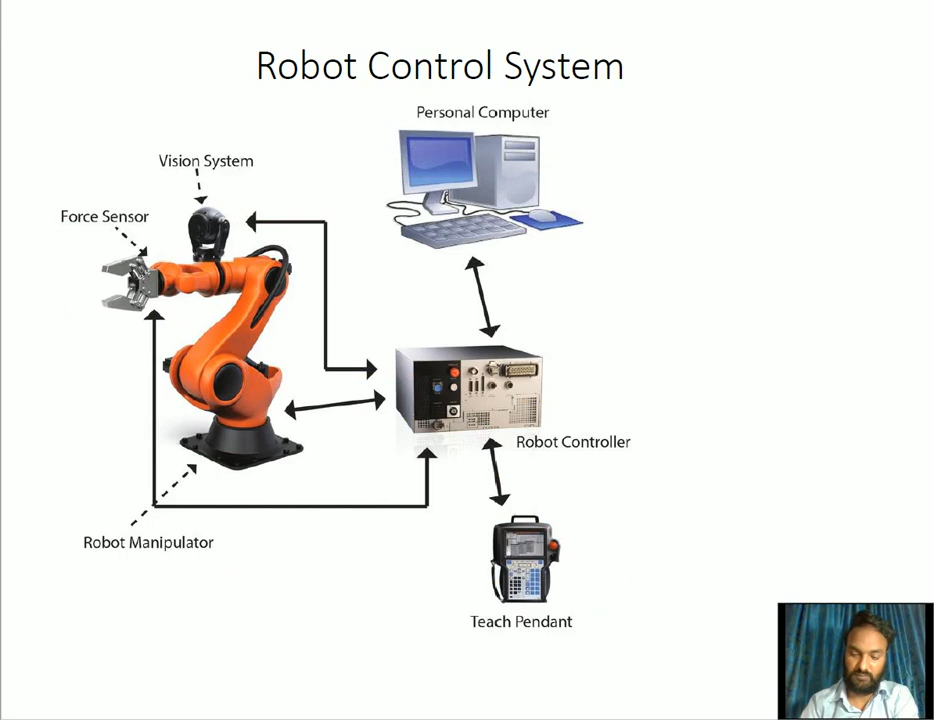 Robot Control System
Personal Computer
Vision System
Force Sensor
Robot Controller
Robot Manipulator
Teach Pendant